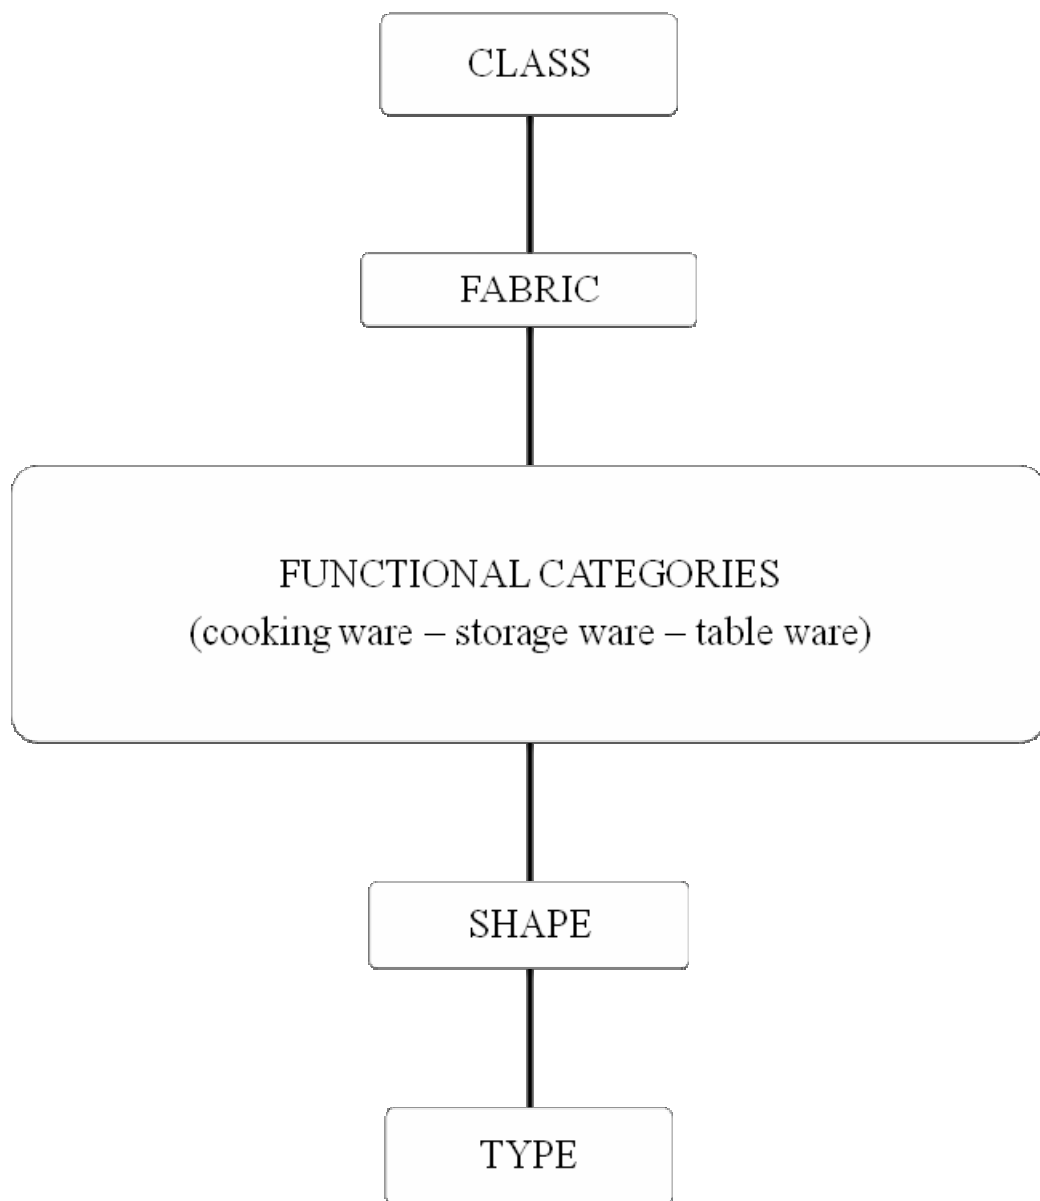 CLASS
FABRIC
FUNCTIONAL CATEGORIES
(cooking ware – storage ware – table ware)
SHAPE
TYPE